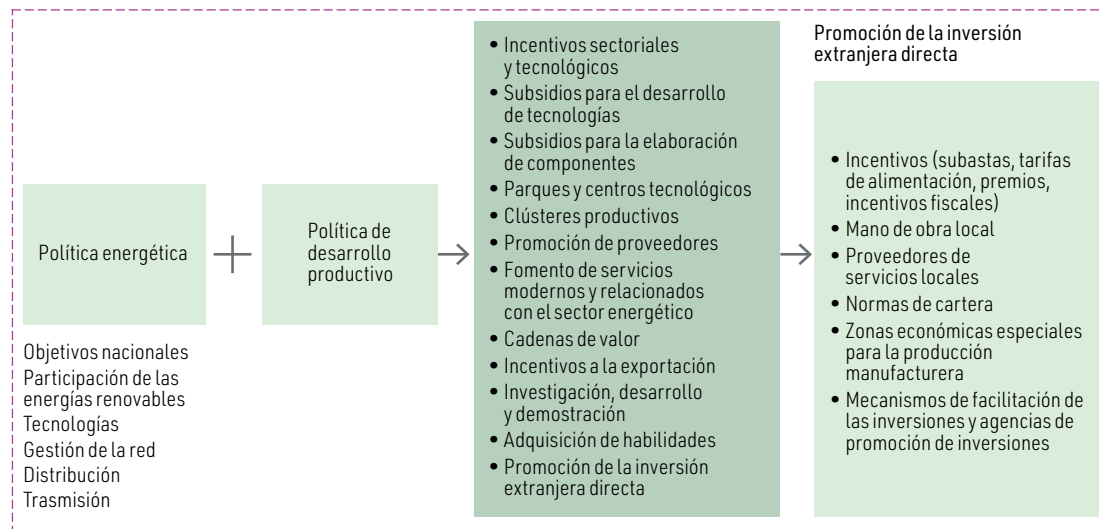 Política energética
Objetivos nacionales
Participación de las
energías renovables
Tecnologías
Gestión de la red
Distribución
Trasmisión
+
Política de
desarrollo
productivo
• Incentivos sectoriales
y tecnológicos
• Subsidios para el desarrollo
de tecnologías
• Subsidios para la elaboración
de componentes
• Parques y centros tecnológicos
• Clústeres productivos
• Promoción de proveedores
• Fomento de servicios
modernos y relacionados
con el sector energético
• Cadenas de valor
• Incentivos a la exportación
• Investigación, desarrollo
y demostración
• Adquisición de habilidades
• Promoción de la inversión
extranjera directa
Promoción de la inversión
extranjera directa
• Incentivos (subastas, tarifas
de alimentación, premios,
incentivos fiscales)
• Mano de obra local
• Proveedores de
servicios locales
• Normas de cartera
• Zonas económicas especiales
para la producción
manufacturera
• Mecanismos de facilitación de
las inversiones y agencias de
promoción de inversiones